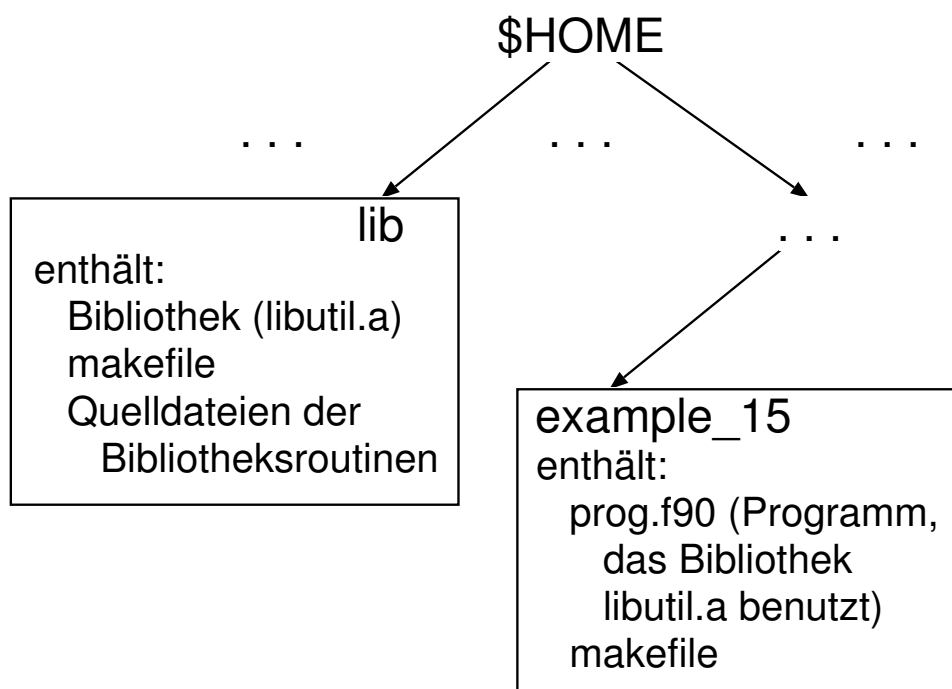 $HOME
. . . . . . . . .
lib
enthält:
Bibliothek (libutil.a)
makefile
Quelldateien der
Bibliotheksroutinen
. . .
example_15
enthält:
prog.f90 (Programm,
das Bibliothek
libutil.a benutzt)
makefile